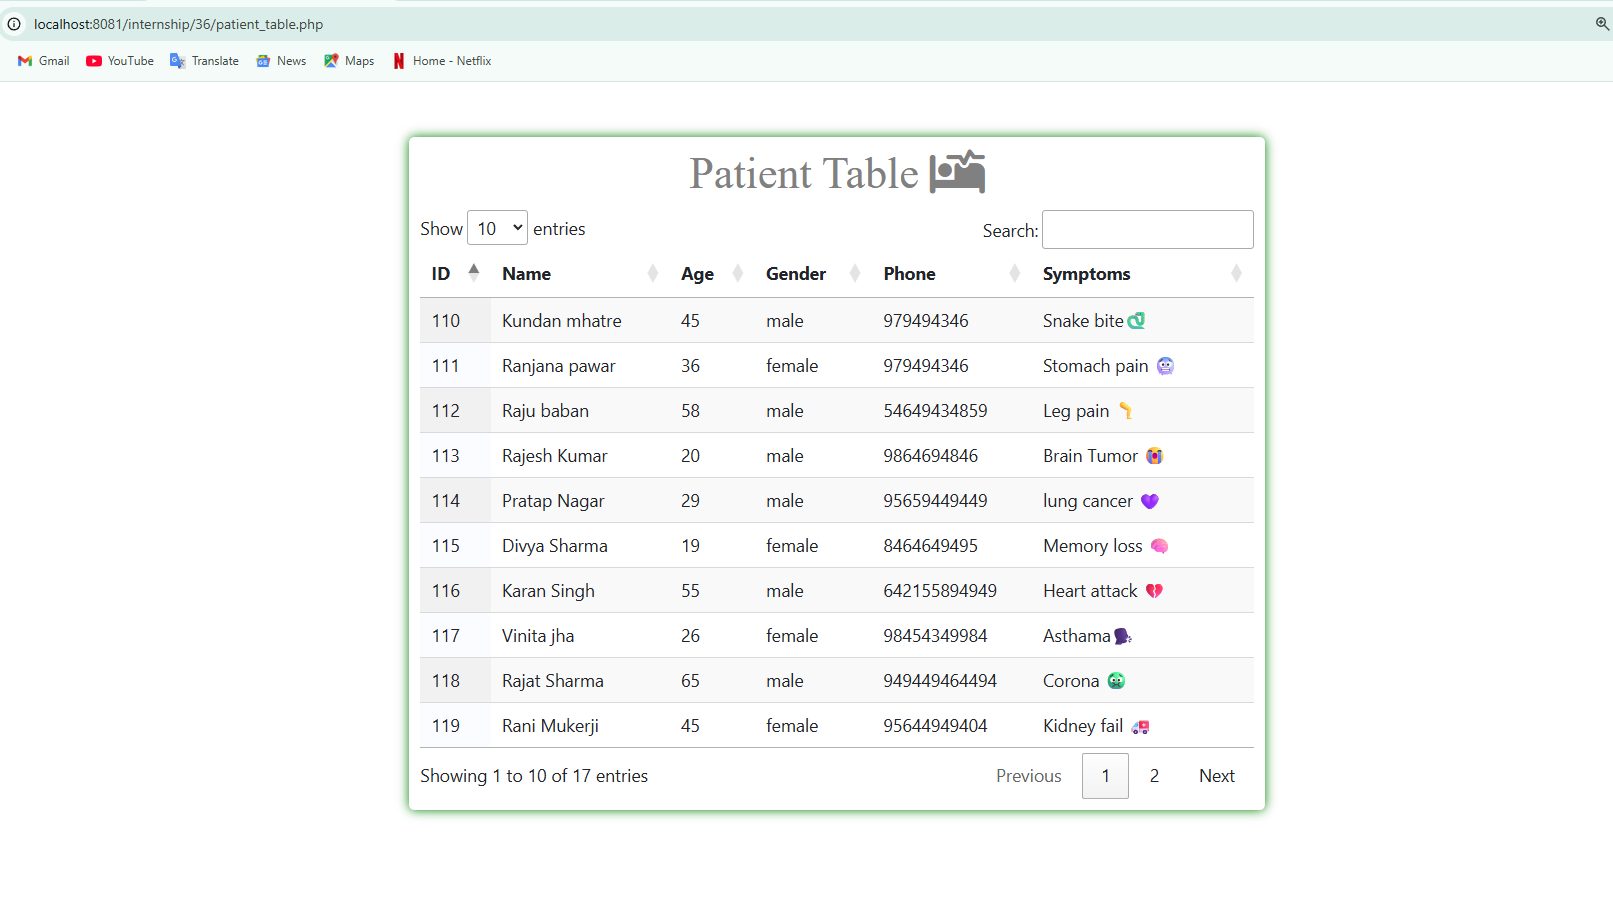 localhost:8081/internship/36/patient_table.php
Gmail YouTube Translate News Maps Home - Netflix
Patient Table
Show 10 entries Search:
ID Name Age Gender Phone Symptoms
110 Kundan mhatre 45 male 979494346 Snake bite
111 Ranjana pawar 36 female 979494346 Stomach pain
112 Raju baban 58 male 54649434859 Leg pain
113 Rajesh Kumar 20 male 9864694846 Brain Tumor
114 Pratap Nagar 29 male 95659449449 lung cancer
115 Divya Sharma 19 female 8464649495 Memory loss
116 Karan Singh 55 male 642155894949 Heart attack
117 Vinita jha 26 female 98454349984 Asthama
118 Rajat Sharma 65 male 949449464494 Corona
119 Rani Mukerji 45 female 95644949404 Kidney fail
Showing 1 to 10 of 17 entries Previous 1 2 Next